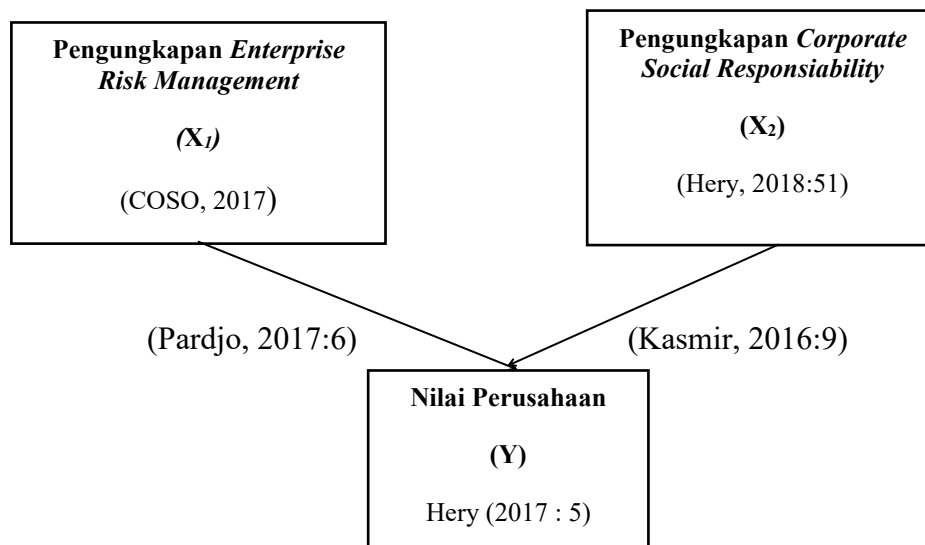 Pengungkapan Enterprise
Risk Management
(X1)
(COSO, 2017)
Pengungkapan Corporate
Social Responsiability
(X2)
(Hery, 2018:51)
(Pardjo, 2017:6)
(Kasmir, 2016:9)
Nilai Perusahaan
(Y)
Hery (2017 : 5)